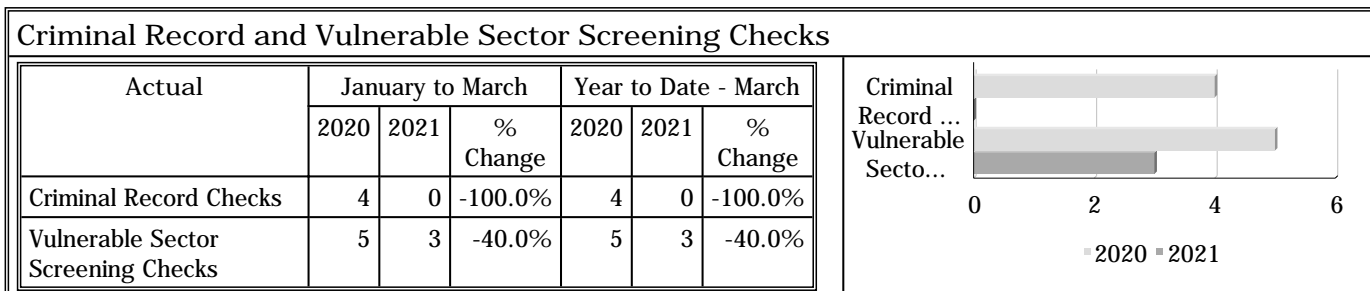 Criminal Record and Vulnerable Sector Screening Checks
Actual January to March Year to Date - March
2020 2021 % Change 2020 2021 % Change
Criminal Record Checks 4 0 -100.0% 4 0 -100.0%
Vulnerable Sector Screening Checks 5 3 -40.0% 5 3 -40.0%
Criminal
Record ...
Vulnerable
Secto...
0 2 4 6
2020 2021